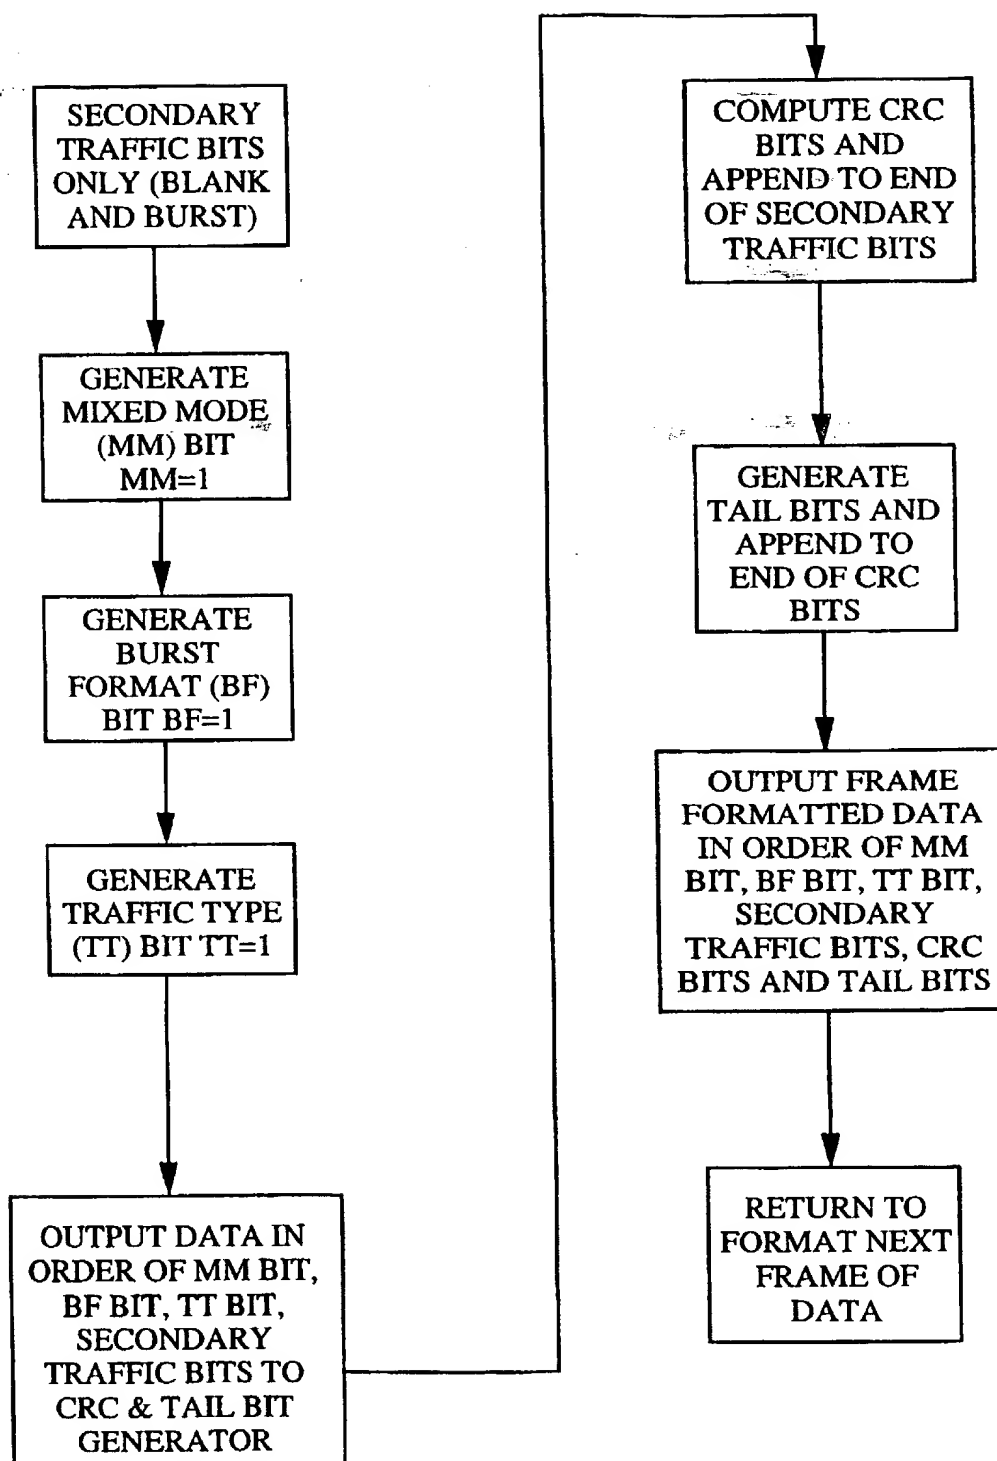 SECONDARY
TRAFFIC BITS
ONLY (BLANK
AND BURST)
GENERATE
MIXED MODE
(MM) BIT
MM=1
GENERATE
BURST
FORMAT (BF)
BIT BF=1
GENERATE
TRAFFIC TYPE
(TT) BIT TT=1
OUTPUT DATA IN
ORDER OF MM BIT,
BF BIT, TT BIT,
SECONDARY
TRAFFIC BITS TO
CRC & TAIL BIT
GENERATOR
COMPUTE CRC
BITS AND
APPEND TO END
OF SECONDARY
TRAFFIC BITS
GENERATE
TAIL BITS AND
APPEND TO
END OF CRC
BITS
OUTPUT FRAME
FORMATTED DATA
IN ORDER OF MM
BIT, BF BIT, TT BIT,
SECONDARY
TRAFFIC BITS, CRC
BITS AND TAIL BITS
RETURN TO
FORMAT NEXT
FRAME OF
DATA